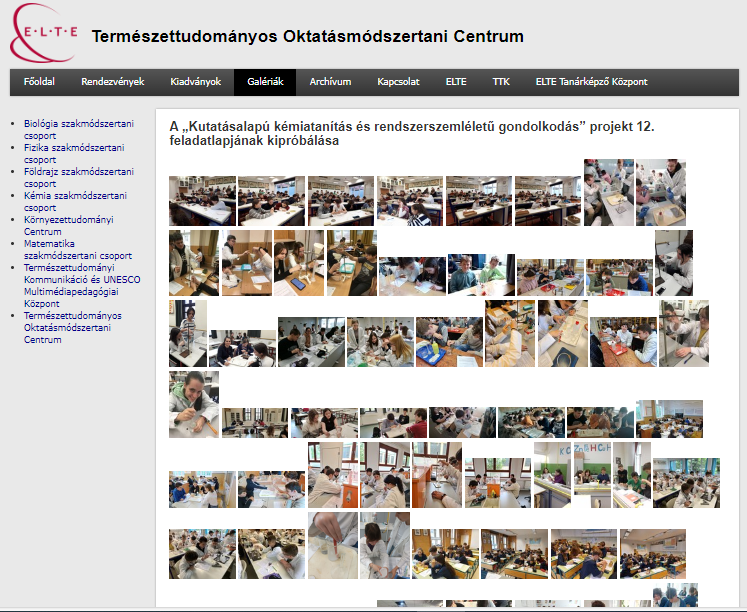 E·L·T·E
Természettudományos Oktatásmódszertani Centrum
Főoldal Rendezvények Kiadványok Galériák Archívum Kapcsolat ELTE TTK ELTE Tanárképző Központ
Biológia szakmódszertani
csoport
Fizika szakmódszertani
csoport
Földrajz szakmódszertani
csoport
Kémia szakmódszertani
csoport
Környezettudományi
Centrum
Matematika
szakmódszertani csoport
Természettudományi
Kommunikáció és UNESCO
Multimédiapedagógiai
Központ
Természettudományos
Oktatásmódszertani
Centrum
A „Kutatásalapú kémiatanítás és rendszerszemléletű gondolkodás” projekt 12.
feladatlapjának kipróbálása